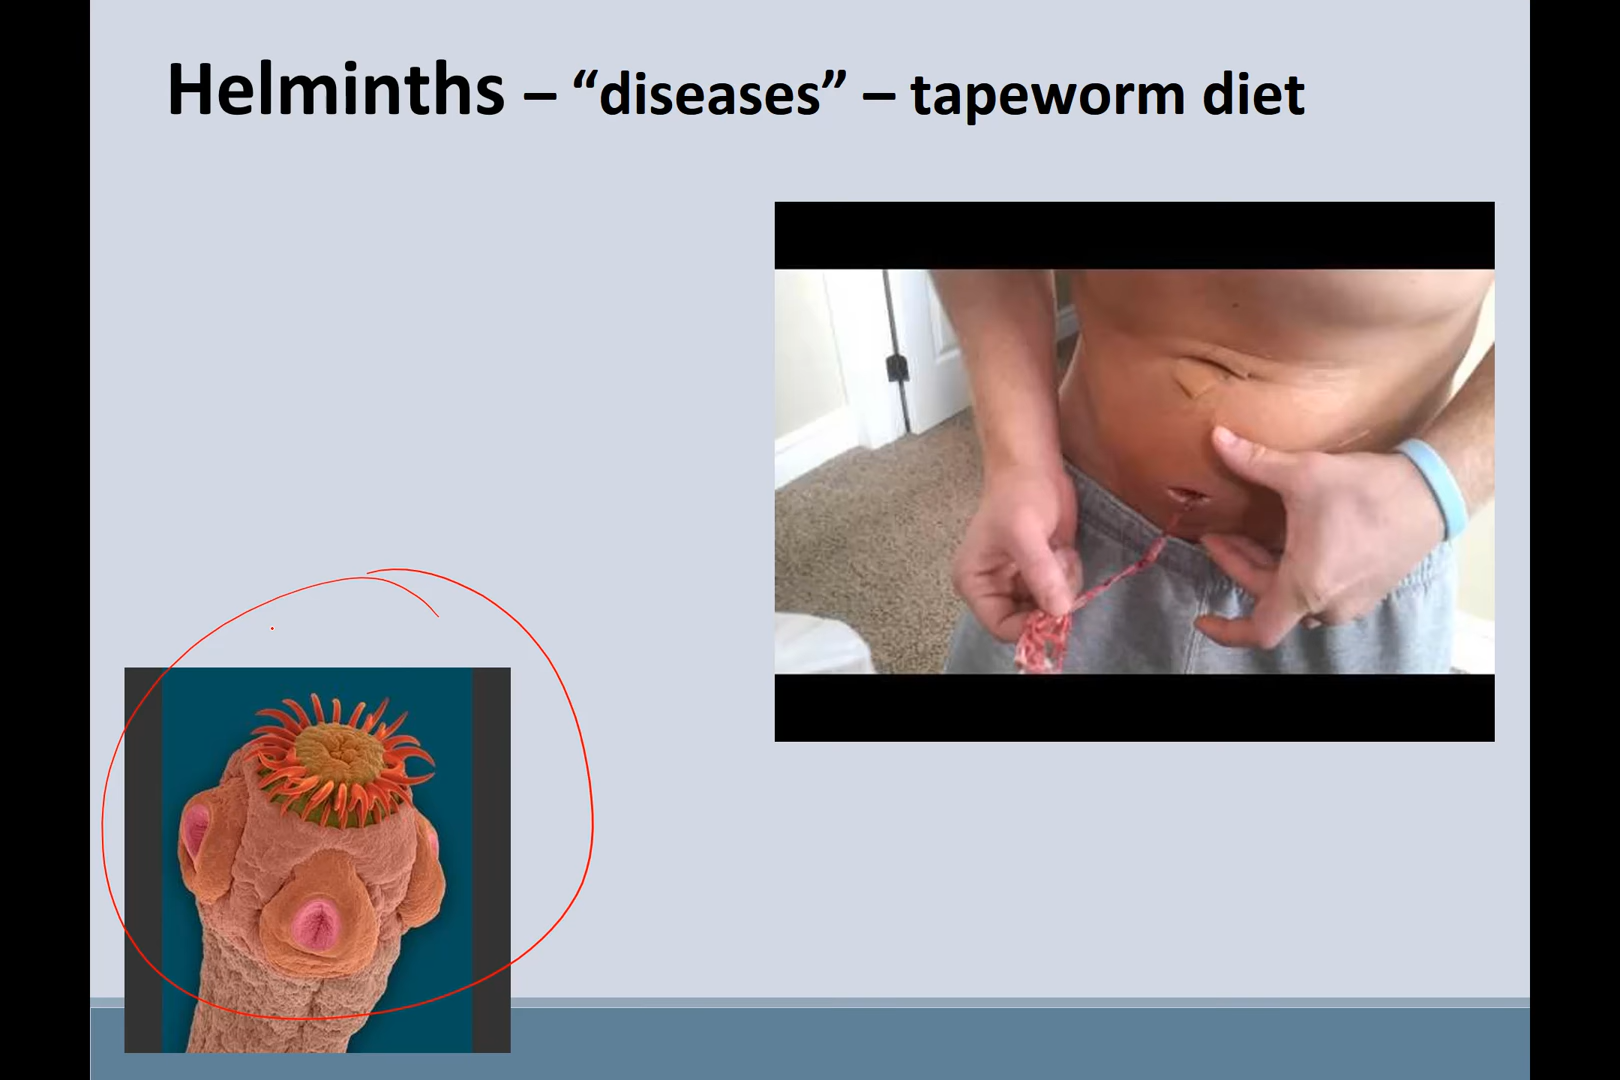 Helminths – “diseases” – tapeworm diet